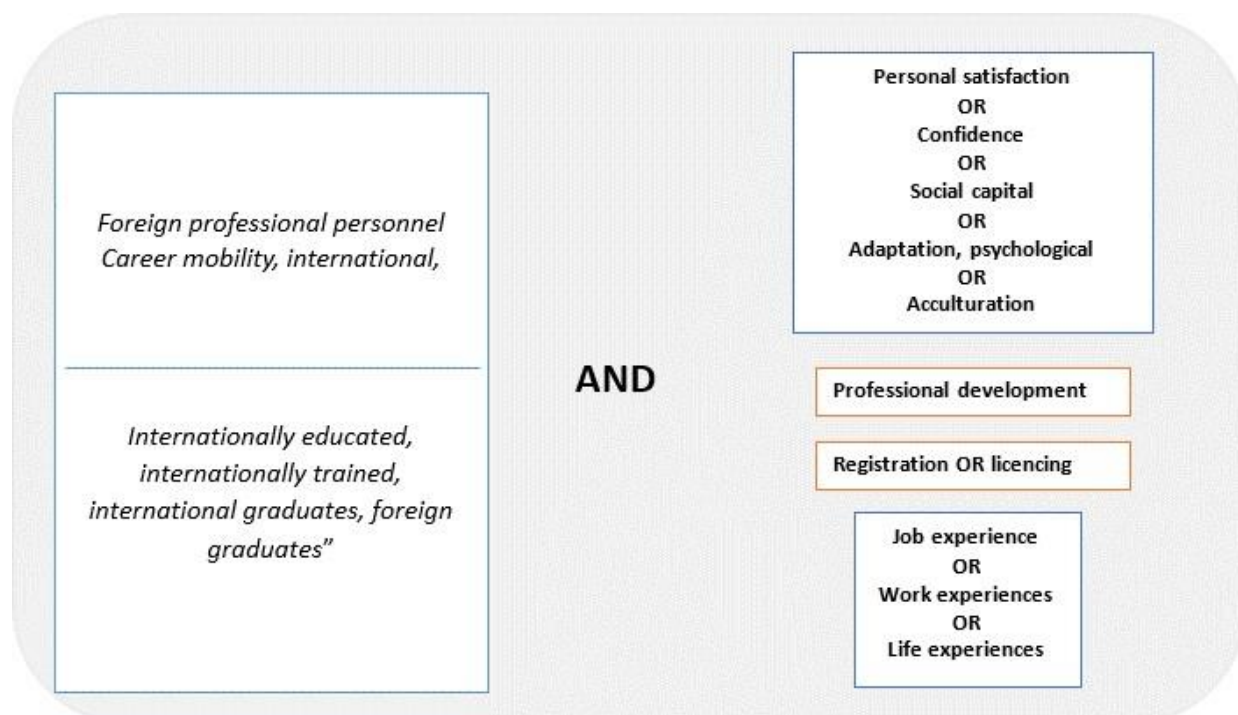 Foreign professional personnel
Career mobility, international,
Internationally educated,
internationally trained,
international graduates, foreign
graduates”
AND
Personal satisfaction
OR
Confidence
OR
Social capital
OR
Adaptation, psychological
OR
Acculturation
Professional development
Registration OR licencing
Job experience
OR
Work experiences
OR
Life experiences